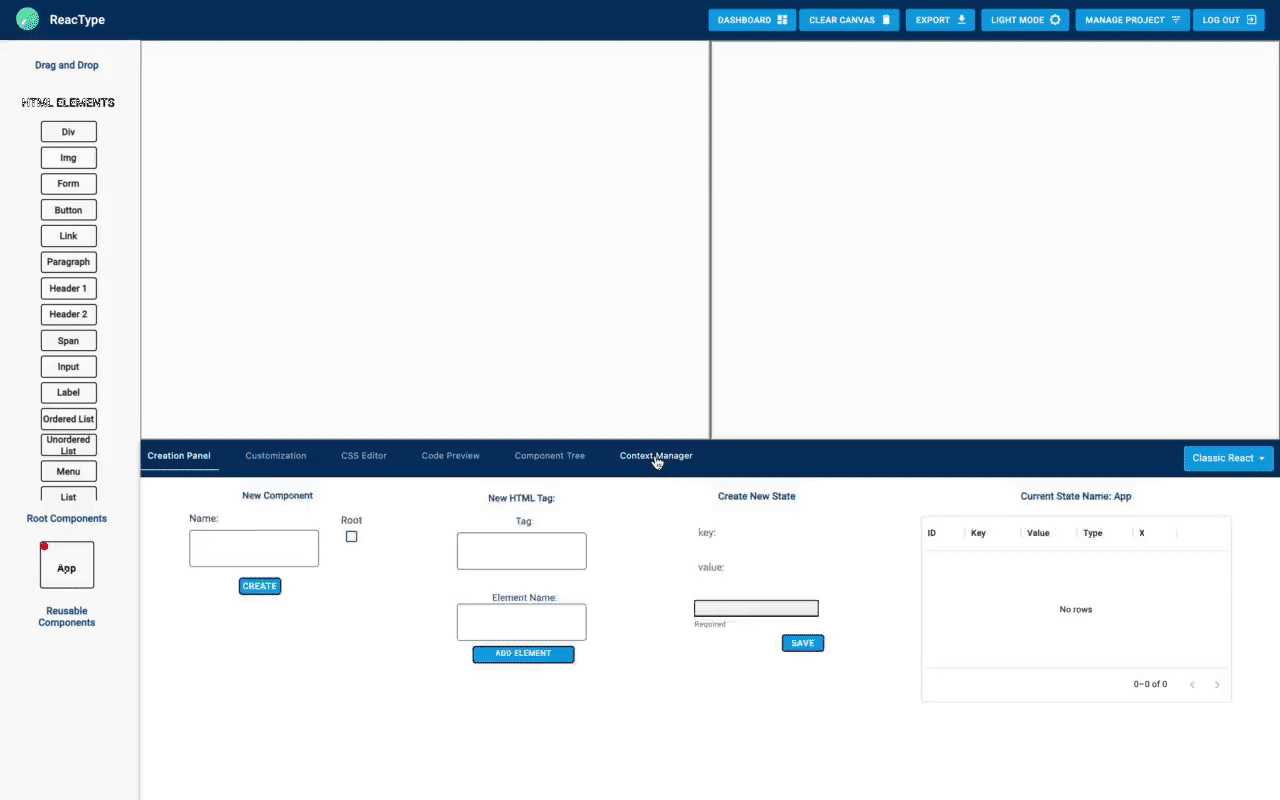 ReacType
DASHBOARD
CLEAR CANVAS
EXPORT
LIGHT MODE
MANAGE PROJECT
LOG OUT
Drag and Drop
HTML ELEMENTS
Div
Img
Form
Button
Link
Paragraph
Header 1
Header 2
Span
Input
Label
Ordered List
Unordered
List
Menu
List
Root Components
App
Reusable
Components
Creation Panel
Customization
CSS Editor
Code Preview
Component Tree
Context Manager
Classic React
New Component
Name:
Root
CREATE
New HTML Tag:
Tag:
Element Name:
ADD ELEMENT
Create New State
key:
value:
Required
SAVE
Current State Name: App
ID Key Value Type X
No rows
0–0 of 0